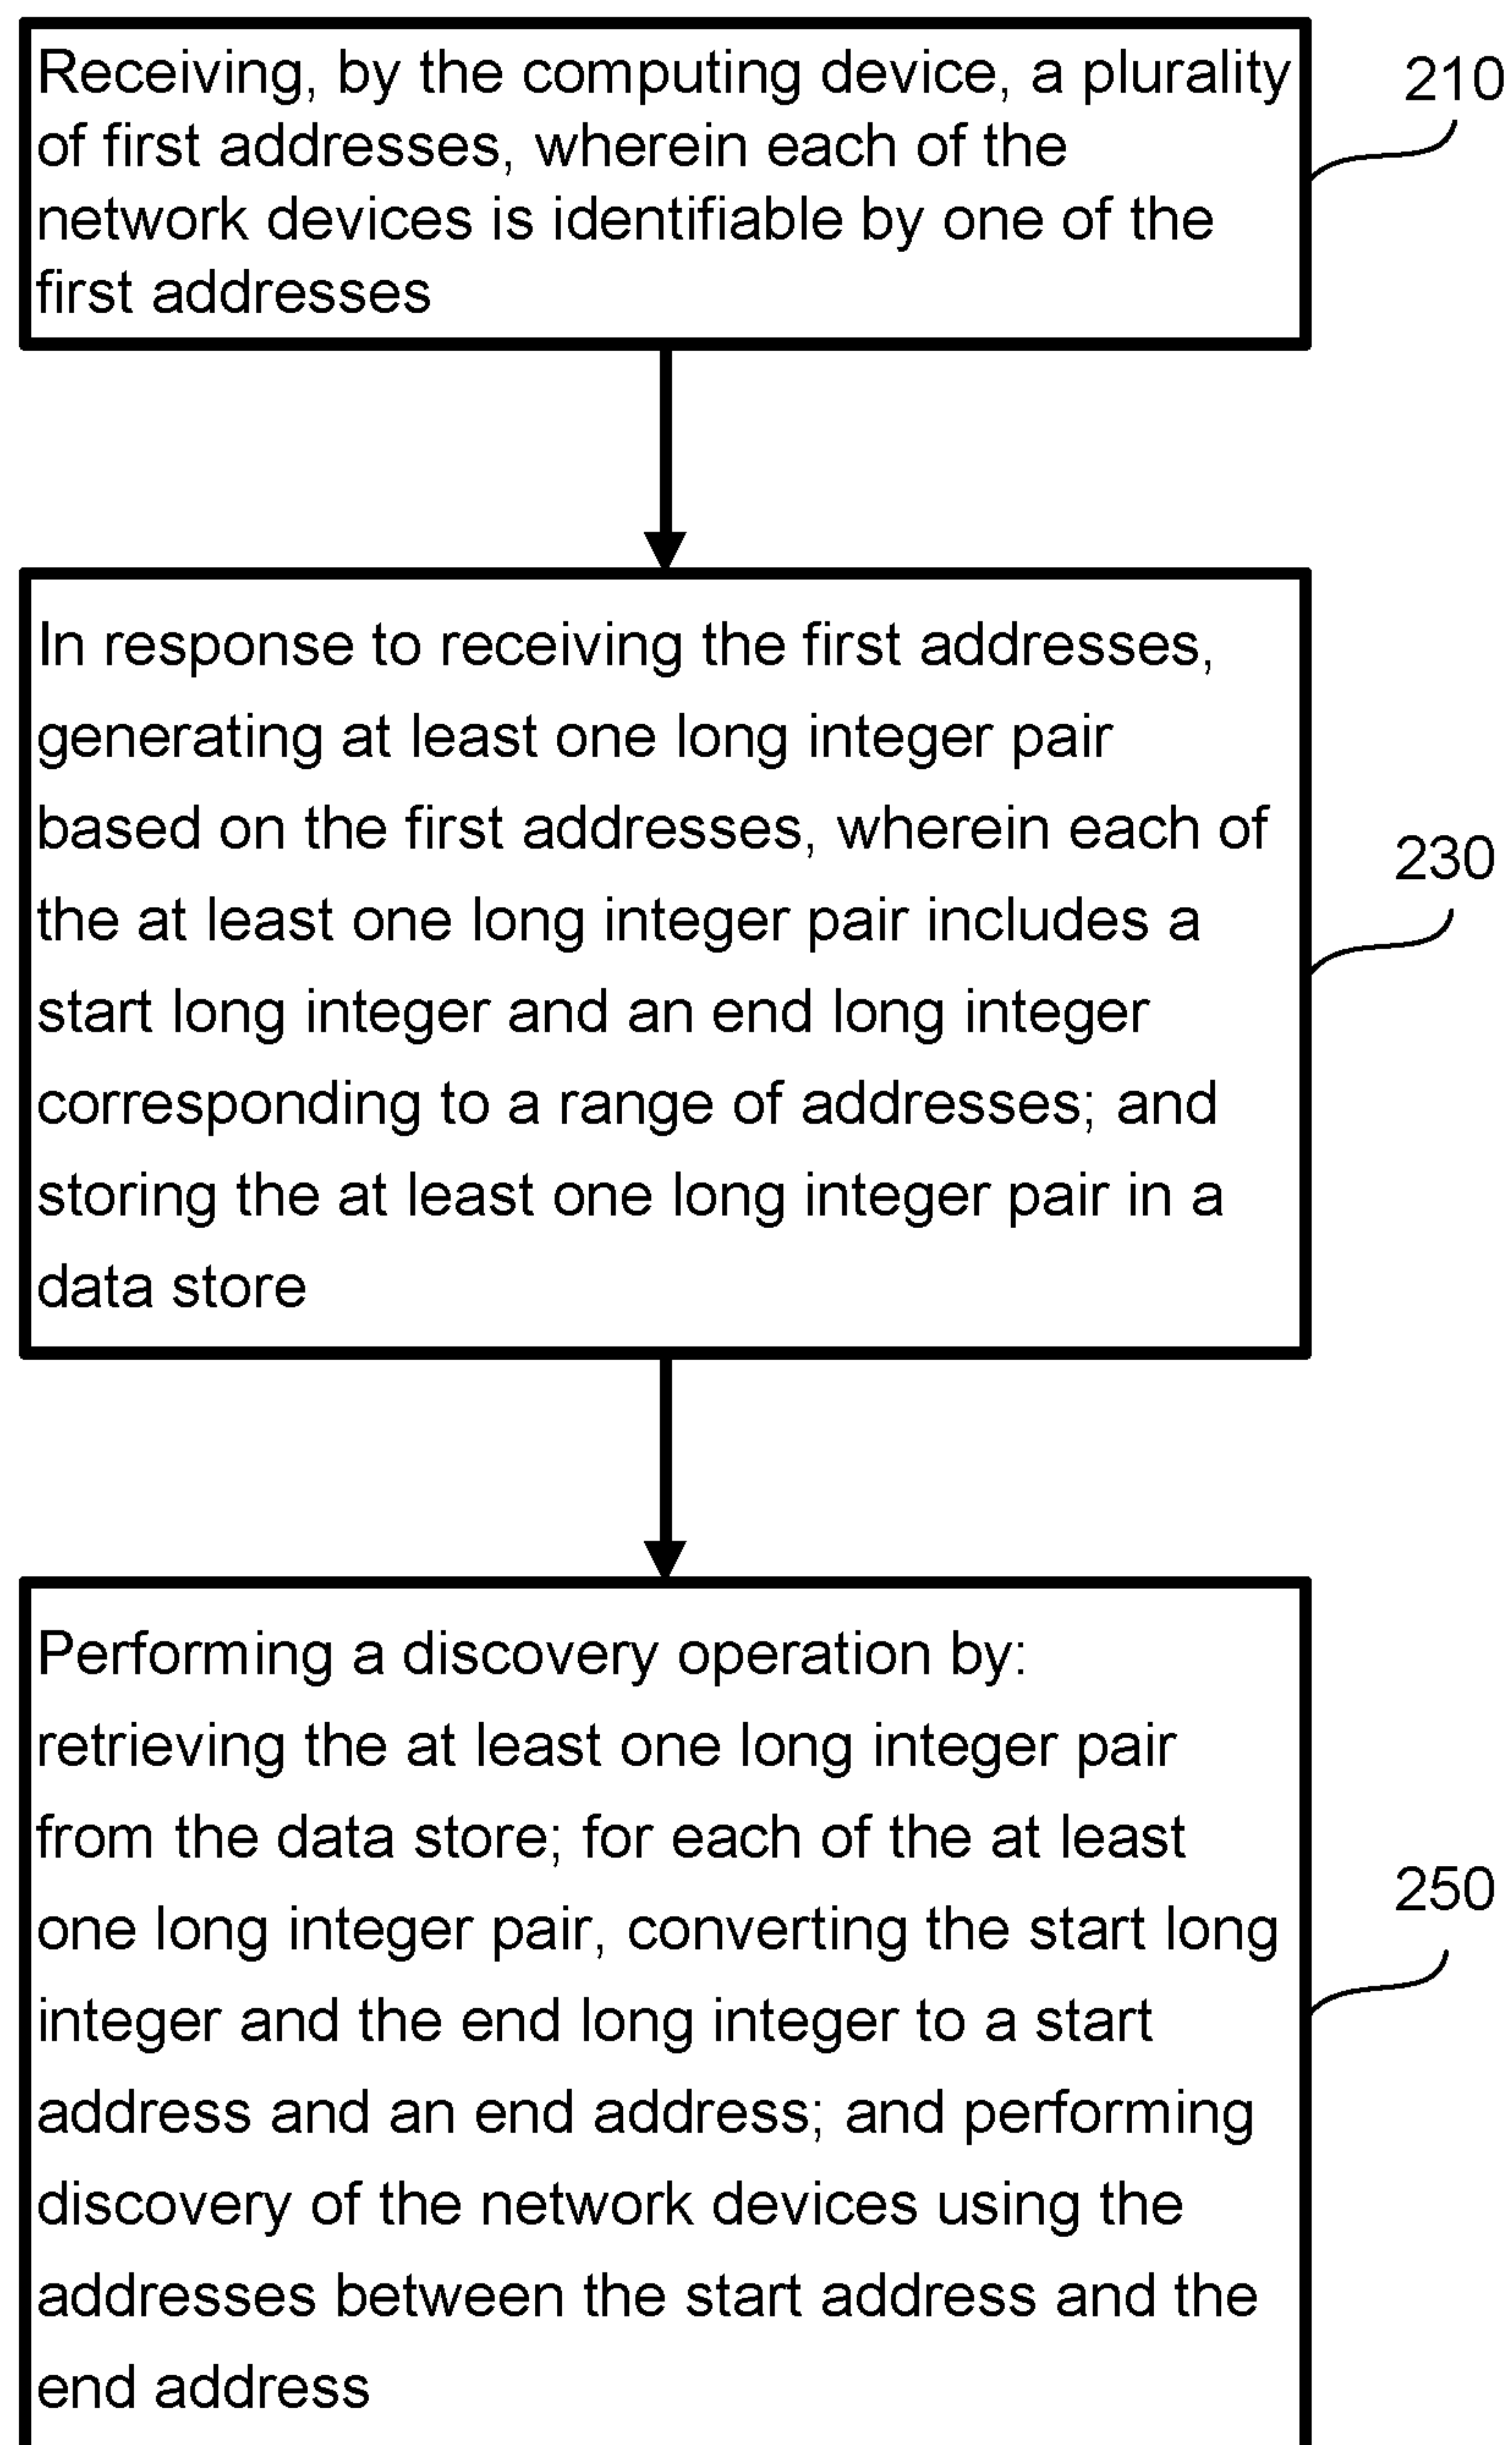 Receiving, by the computing device, a plurality
of first addresses, wherein each of the
network devices is identifiable by one of the
first addresses
210
In response to receiving the first addresses,
generating at least one long integer pair
based on the first addresses, wherein each of
the at least one long integer pair includes a
start long integer and an end long integer
corresponding to a range of addresses; and
storing the at least one long integer pair in a
data store
230
Performing a discovery operation by:
retrieving the at least one long integer pair
from the data store; for each of the at least
one long integer pair, converting the start long
integer and the end long integer to a start
address and an end address; and performing
discovery of the network devices using the
addresses between the start address and the
end address
250